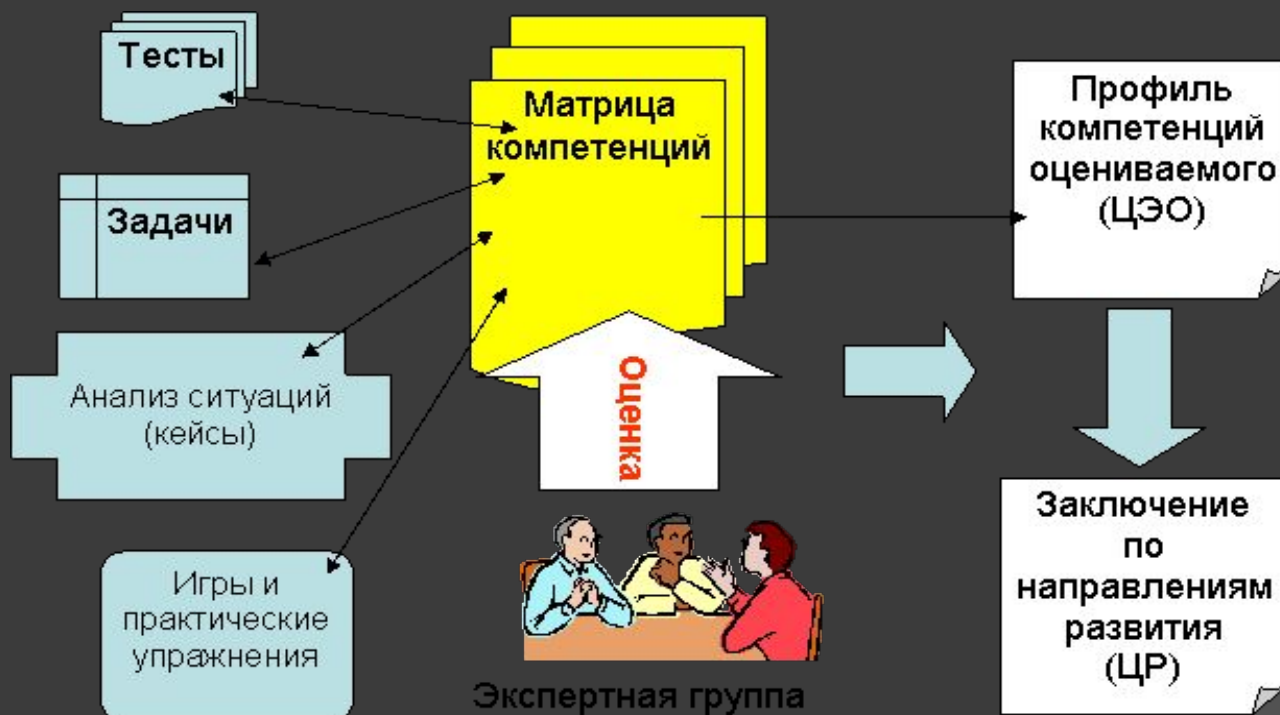 Тесты
Задачи
Анализ ситуаций
(кейсы)
Игры и
практические
упражнения
Матрица
компетенций
Оценка
Экспертная группа
Профиль
компетенций
оцениваемого
(ЦЭО)
Заключение
по
направлениям
развития
(ЦР)